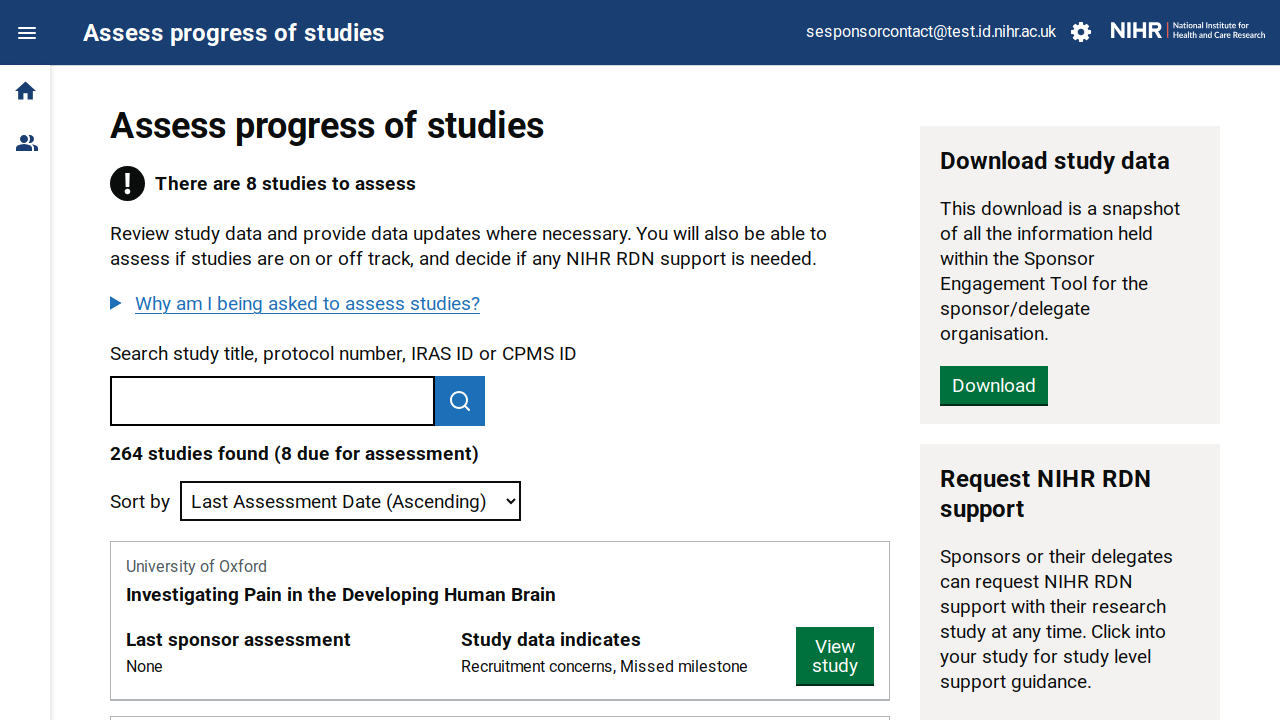 Assess progress of studies
sesponsorcontact@test.id.nihr.ac.uk
NIHR | National Institute for
Health and Care Research
Assess progress of studies
There are 8 studies to assess
Review study data and provide data updates where necessary. You will also be able to
assess if studies are on or off track, and decide if any NIHR RDN support is needed.
Why am I being asked to assess studies?
Search study title, protocol number, IRAS ID or CPMS ID
264 studies found (8 due for assessment)
Sort by Last Assessment Date (Ascending)
University of Oxford
Investigating Pain in the Developing Human Brain
Last sponsor assessment
None
Study data indicates
Recruitment concerns, Missed milestone
View
study
Download study data
This download is a snapshot
of all the information held
within the Sponsor
Engagement Tool for the
sponsor/delegate
organisation.
Download
Request NIHR RDN
support
Sponsors or their delegates
can request NIHR RDN
support with their research
study at any time. Click into
your study for study level
support guidance.